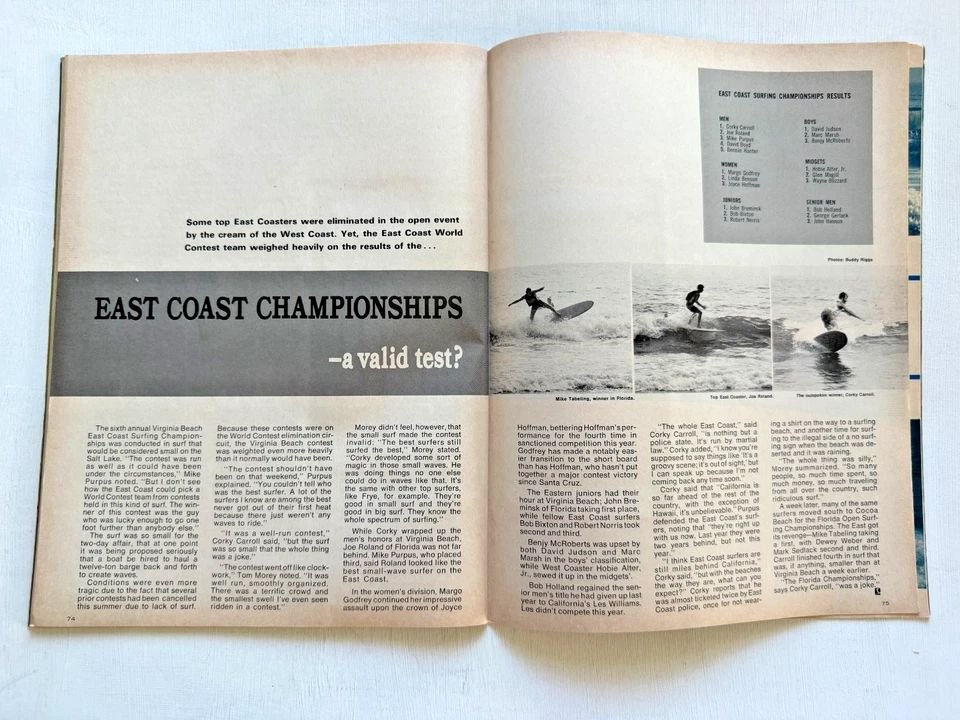 Some top East Coasters were eliminated in the open event
by the cream of the West Coast. Yet, the East Coast World
Contest team weighed heavily on the results of the . . .
EAST COAST CHAMPIONSHIPS
—a valid test?
The sixth annual Virginia Beach
East Coast Surfing Champion-
ships was conducted in surf that
would be considered small on the
Salt Lake. "The contest was run
as well as it could have been
under the circumstances," Mike
Purpus noted. "But I don't see
how the East Coast could pick a
World Contest team from contests
held in this kind of surf. The win-
ner of this contest was the guy
who was lucky enough to go one
foot further than anybody else."
The surf was so small for the
two-day affair, that at one point
it was being proposed seriously
that a boat be hired to haul a
twelve-ton barge back and forth
to create waves.
Conditions were even more
tragic due to the fact that several
prior contests had been cancelled
this summer due to lack of surf.
Because these contests were on
the World Contest elimination cir-
cuit, the Virginia Beach contest
was weighted even more heavily
than it normally would have been.
"The contest shouldn't have
been on that weekend," Purpus
explained. "You couldn't tell who
was the best surfer. A lot of the
surfers I know are among the best
never got out of their first heat
because there just weren't any
waves to ride."
"It was a well-run contest,"
Corky Carroll said, "but the surf
was so small that the whole thing
was a joke."
"The contest went off like clock-
work," Tom Morey noted. "It was
well run, smoothly organized.
There was a terrific crowd and
the smallest swell I've even seen
ridden in a contest."
Morey didn't feel, however, that
the small surf made the contest
invalid: "The best surfers still
surfed the best," Morey stated.
"Corky developed some sort of
magic in those small waves. He
was doing things no one else
could do in waves like that. It's
the same with other top surfers,
like Frye, for example. They're
good in small surf and they're
good in big surf. They know the
whole spectrum of surfing."
While Corky wrapped up the
men's honors at Virginia Beach,
Joe Roland of Florida was not far
behind. Mike Purpus, who placed
third, said Roland looked like the
best small-wave surfer on the
East Coast.
In the women's division, Margo
Godfrey continued her impressive
assault upon the crown of Joyce
74
EAST COAST SURFING CHAMPIONSHIPS RESULTS
MEN
1. Corky Carroll
2. Joe Roland
3. Mike Purpus
4. David Boyd
5.
WOMEN
1. Margo Godfrey
2. Linda Benson
3. Joyce Hoffman
JUNIORS
1. John Breminsk
2. Bob Bixton
3. Robert Norris
BOYS
1. David Judson
2. Marc Marsh
3. Benjy McRoberts
MIDGETS
1. Hobie Alter, Jr.
2. Glen Magill
3. Wayne Blizzard
SENIOR MEN
1. Bob Holland
2. George Gerlack
3. John Hannon
Photos: Buddy Riggs
Mike Tabeling, winner in Florida.
Top East Coaster, Joe Roland.
The outspoken winner, Corky Carroll.
Hoffman, bettering Hoffman's per-
formance for the fourth time in
sanctioned competition this year.
Godfrey has made a notably eas-
ier transition to the short board
than has Hoffman, who hasn't put
together a major contest victory
since Santa Cruz.
The Eastern juniors had their
hour at Virginia Beach; John Bre-
minsk of Florida taking first place,
while fellow East Coast surfers
Bob Bixton and Robert Norris took
second and third.
Benjy McRoberts was upset by
both David Judson and Marc
Marsh in the boys' classification,
while West Coaster Hobie Alter,
Jr., sewed it up in the midgets'.
Bob Holland regained the sen-
ior men's title he had given up last
year to California's Les Williams.
Les didn't compete this year.
"The whole East Coast," said
Corky Carroll, "is nothing but a
police state. It's run by martial
law." Corky added, "I know you're
supposed to say things like 'It's a
groovy scene; it's out of sight,' but
I can speak up because I'm not
coming back any time soon."
Corky said that "California is
so far ahead of the rest of the
country, with the exception of
Hawaii, it's unbelievable." Purpus
defended the East Coast's surf-
ers, noting that "they're right up
with us now. Last year they were
two years behind, but not this
year.
"I think East Coast surfers are
still miles behind California,"
Corky said, "but with the beaches
the way they are, what can you
expect?" Corky reports that he
was almost ticketed twice by East
Coast police, once for not wear-
ing a shirt on the way to a surfing
beach, and another time for surf-
ing to the illegal side of a no surf-
ing sign when the beach was de-
serted and it was raining.
"The whole thing was silly,"
Morey summarized. "So many
people, so much time spent, so
much money, so much traveling
from all over the country, such
ridiculous surf."
A week later, many of the same
surfers moved south to Cocoa
Beach for the Florida Open Surf-
ing Championships. The East got
its revenge—Mike Tabeling taking
a first, with Dewey Weber and
Mark Sedlack second and third.
Carroll finished fourth in surf that
was, if anything, smaller than at
Virginia Beach a week earlier.
"The Florida Championships,"
says Corky Carroll, "was a joke."
75